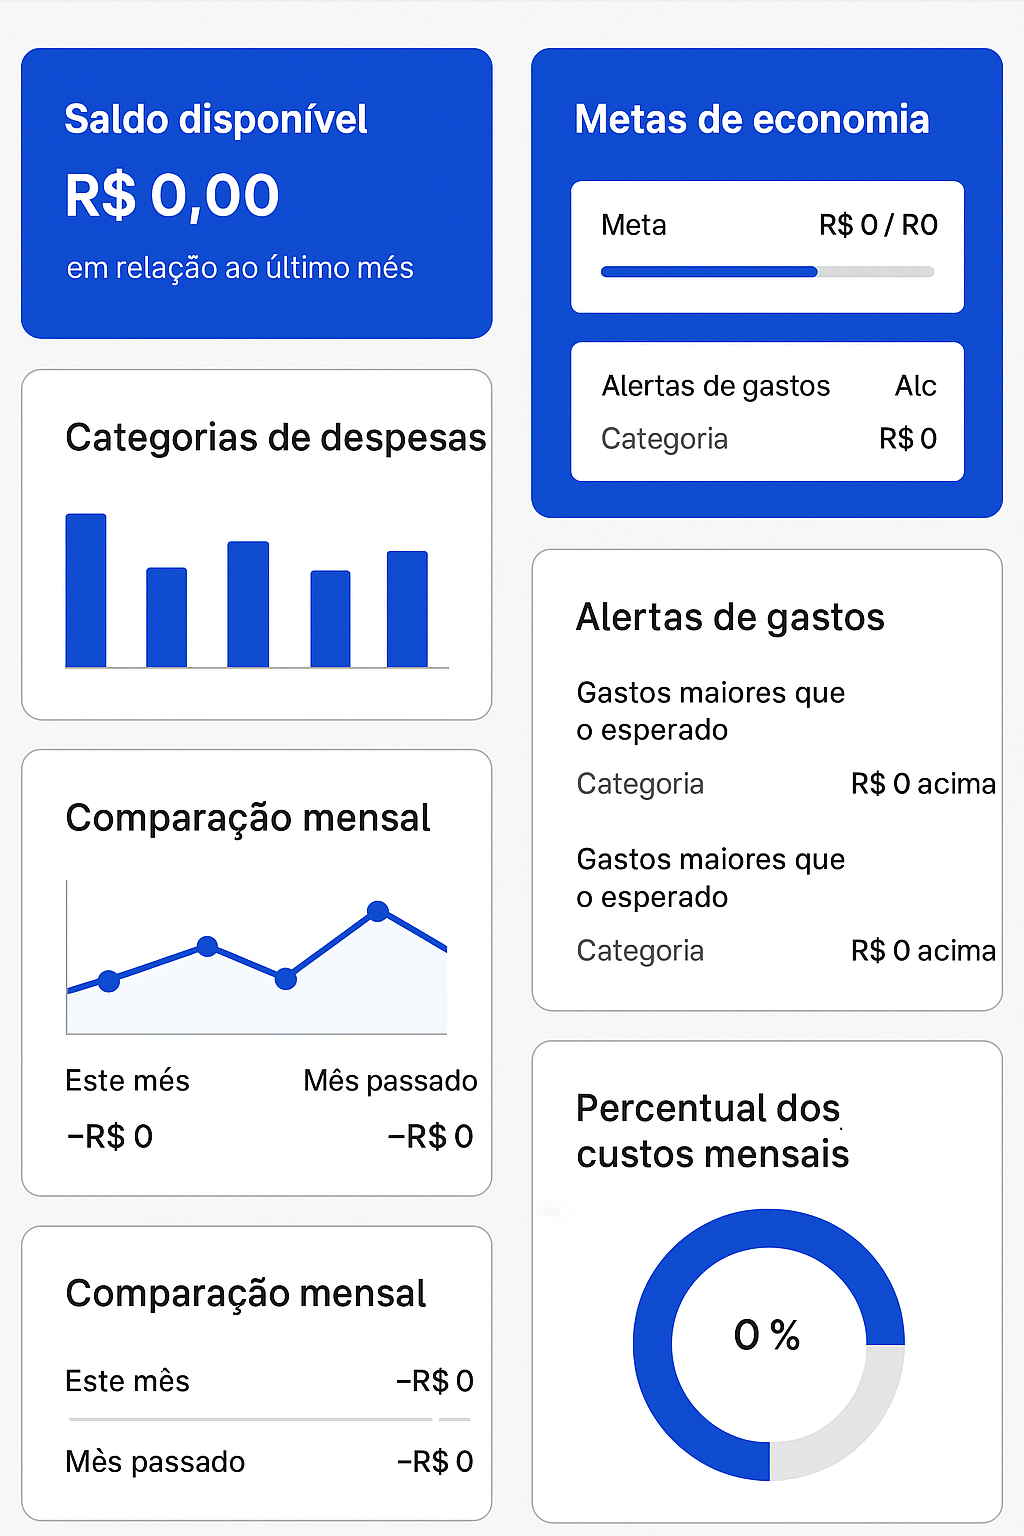 Saldo disponível
R$ 0,00
em relação ao último més
Categorias de despesas
Comparação mensal
Este més
Mês passado
–R$ 0
–R$ 0
Comparação mensal
Este mês
–R$ 0
Mès passado
–R$ 0
Metas de economia
Meta
R$ 0 / R0
Alertas de gastos
Alc
Categoria
R$ 0
Alertas de gastos
Gastos maiores que
o esperado
Categoria
R$ 0 acima
Gastos maiores que
o esperado
Categoria
R$ 0 acima
Percentual dos
custos mensais
0 %